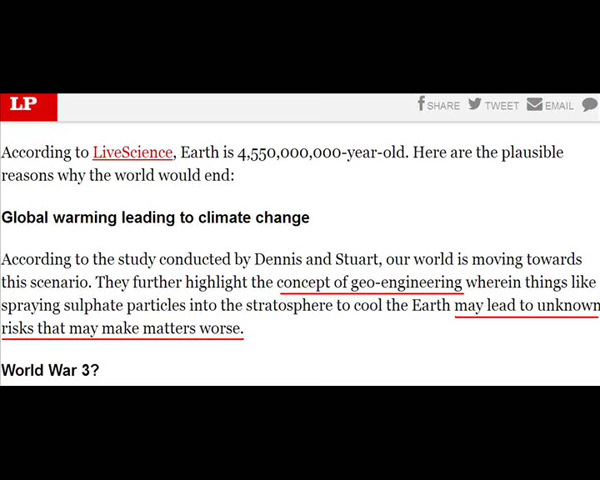 LP
SHARE TWEET EMAIL
According to LiveScience, Earth is 4,550,000,000-year-old. Here are the plausible
reasons why the world would end:
Global warming leading to climate change
According to the study conducted by Dennis and Stuart, our world is moving towards
this scenario. They further highlight the concept of geo-engineering wherein things like
spraying sulphate particles into the stratosphere to cool the Earth may lead to unknown
risks that may make matters worse.
World War 3?